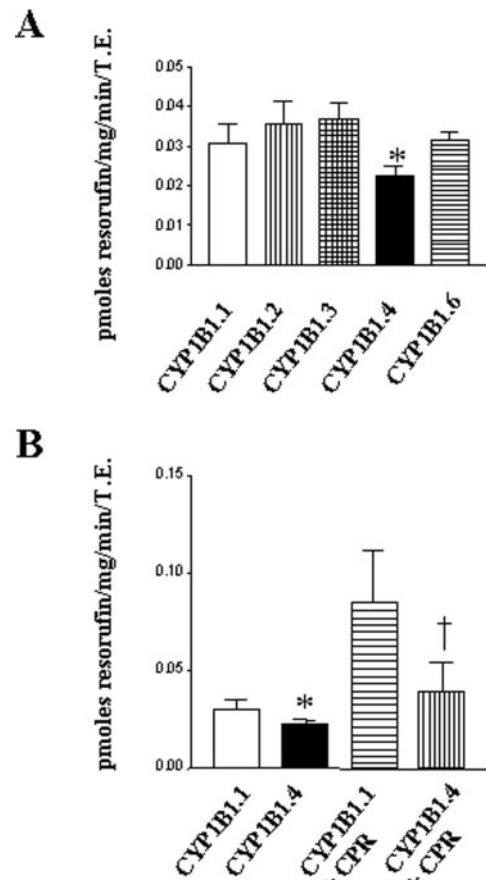 A
pmoles resorufin/mg/min/T.E.
0.05
0.04
0.03
0.02
0.01
0.00
*
CYP1B1.1
CYP1B1.2
CYP1B1.3
CYP1B1.4
CYP1B1.6
B
pmoles resorufin/mg/min/T.E.
0.15
0.10
0.05
0.00
*
†
CYP1B1.1
CYP1B1.4
CYP1B1.1
CPR
CYP1B1.4
CPR